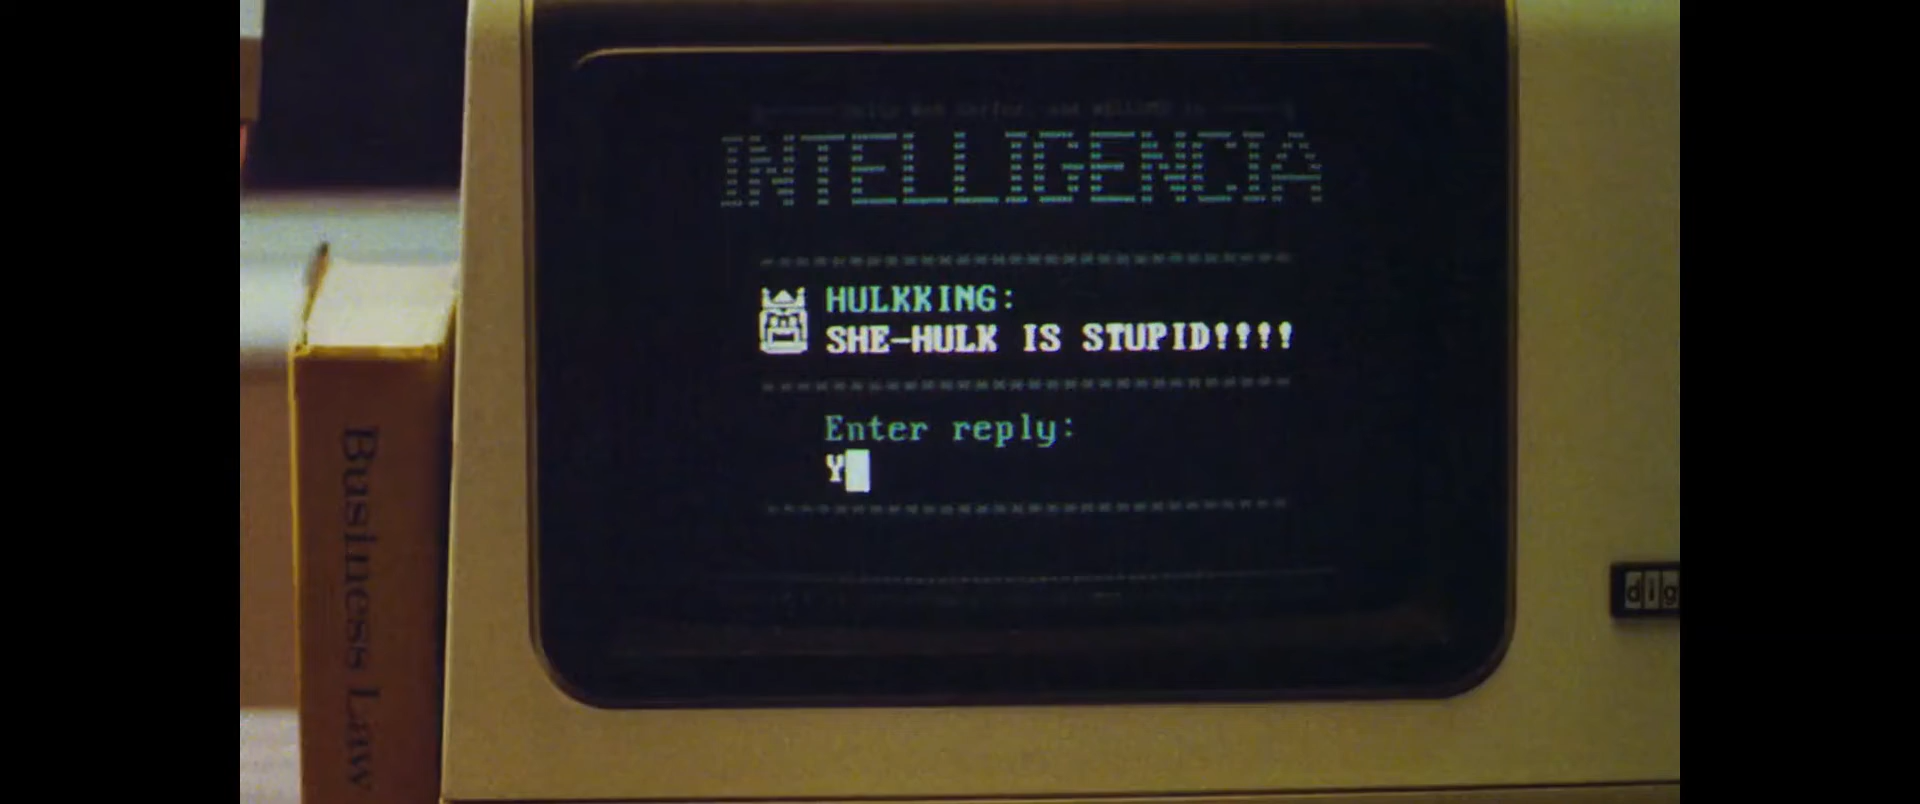 INTELLIGENCIA
HULKKING:
SHE-HULK IS STUPID!!!!
Enter reply:
Y
Business Law
dig